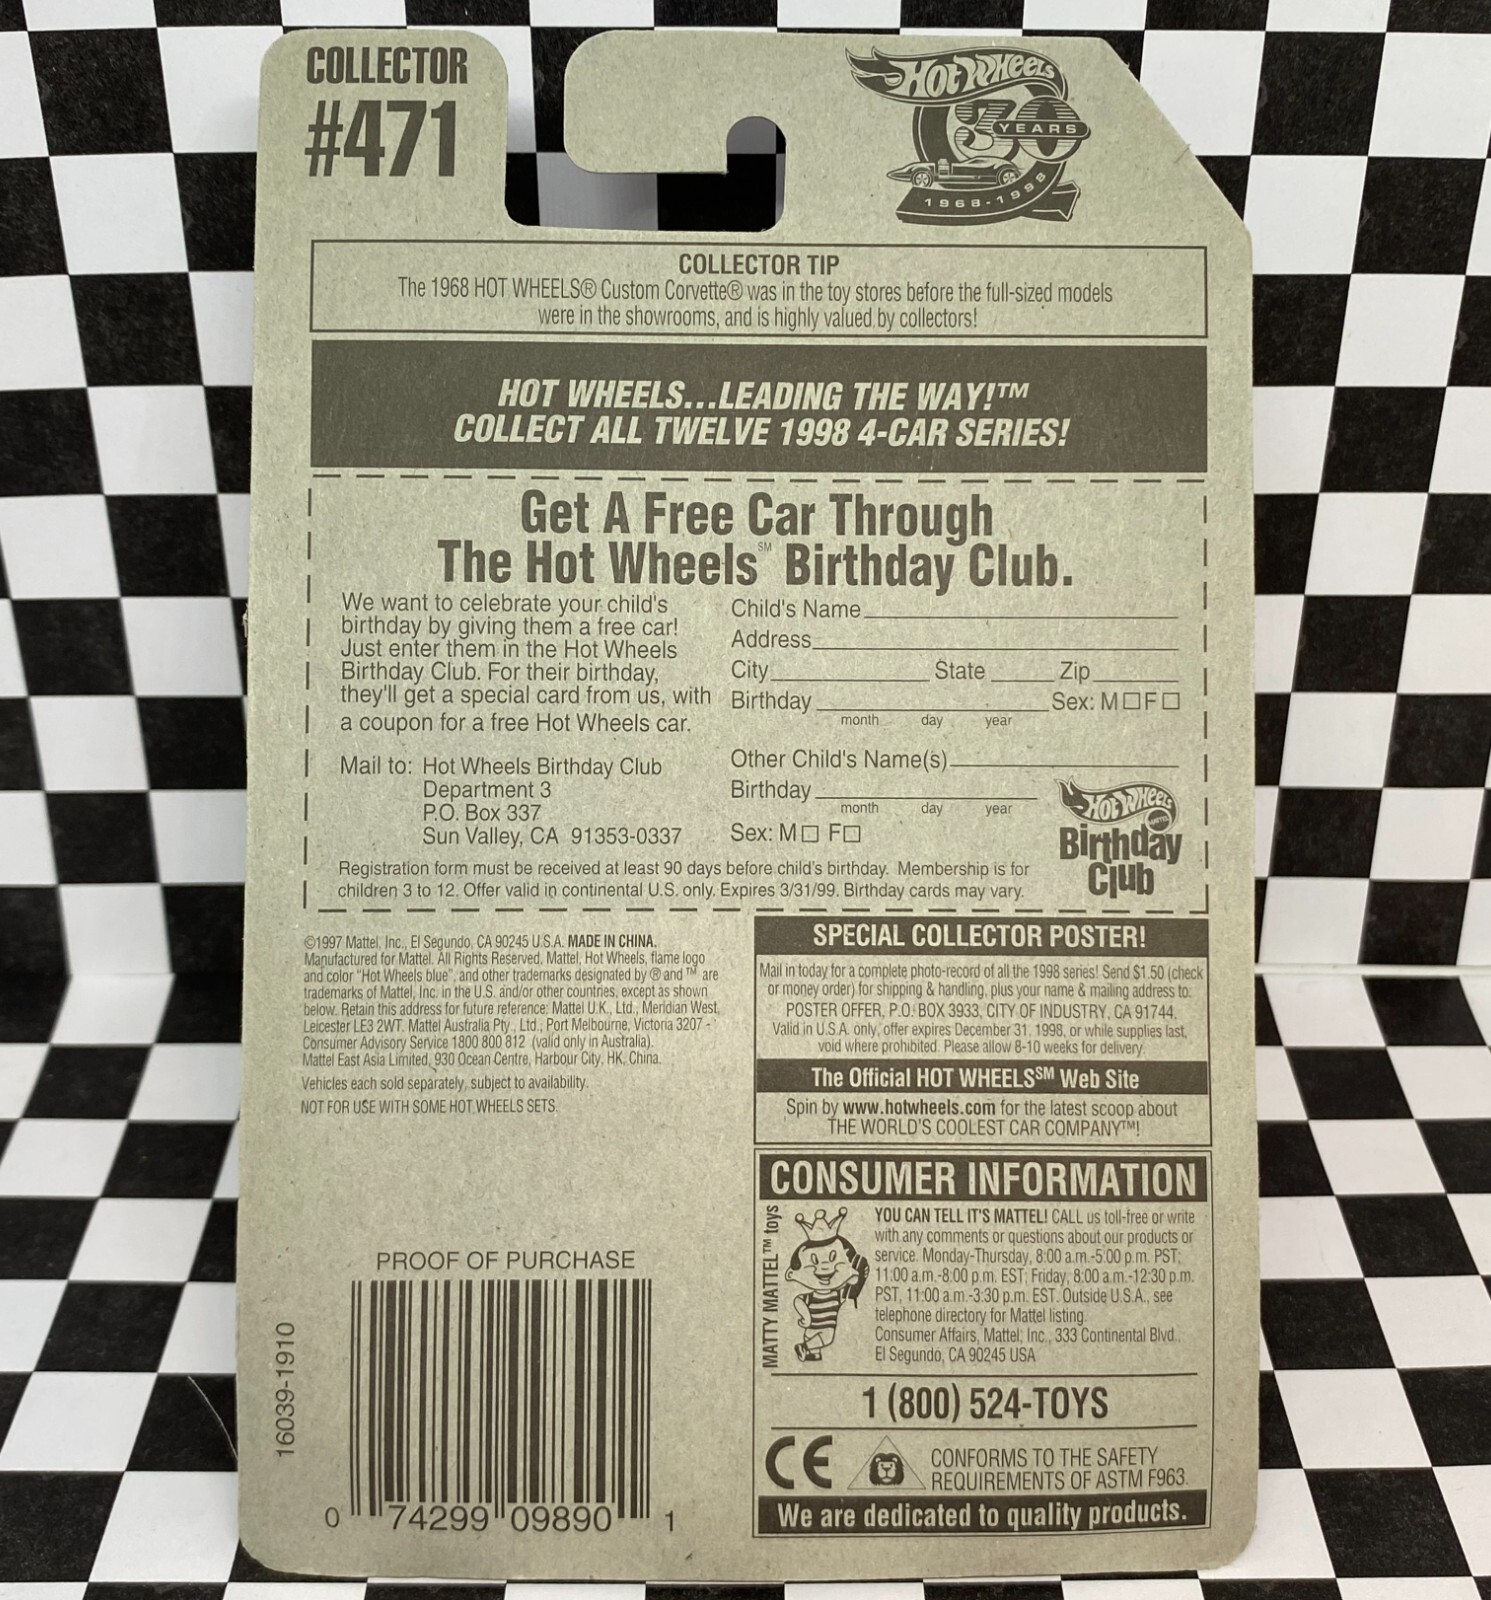 COLLECTOR
#471
HOT WHEELS
30
YEARS
1968-1998
COLLECTOR TIP
The 1968 HOT WHEELS® Custom Corvette® was in the toy stores before the full-sized models
were in the showrooms, and is highly valued by collectors!
HOT WHEELS...LEADING THE WAY!™
COLLECT ALL TWELVE 1998 4-CAR SERIES!
Get A Free Car Through
The Hot Wheels℠ Birthday Club.
We want to celebrate your child's
birthday by giving them a free car!
Just enter them in the Hot Wheels
Birthday Club. For their birthday,
they'll get a special card from us, with
a coupon for a free Hot Wheels car.
Mail to: Hot Wheels Birthday Club
Department 3
P.O. Box 337
Sun Valley, CA 91353-0337
Child's Name
Address
City State Zip
Birthday Sex: M☐ F☐
month day year
Other Child's Name(s)
Birthday
month day year
Sex: M☐ F☐
HOT WHEELS
MATTEL
Birthday
Club
Registration form must be received at least 90 days before child's birthday. Membership is for
children 3 to 12. Offer valid in continental U.S. only. Expires 3/31/99. Birthday cards may vary.
©1997 Mattel, Inc., El Segundo, CA 90245 U.S.A. MADE IN CHINA.
Manufactured for Mattel. All Rights Reserved. Mattel, Hot Wheels, flame logo
and color "Hot Wheels blue", and other trademarks designated by ® and ™ are
trademarks of Mattel, Inc. in the U.S. and/or other countries, except as shown
below. Retain this address for future reference: Mattel U.K., Ltd., Meridian West,
Leicester LE3 2WT. Mattel Australia Pty., Ltd., Port Melbourne, Victoria 3207 -
Consumer Advisory Service 1800 800 812 (valid only in Australia).
Mattel East Asia Limited, 930 Ocean Centre, Harbour City, HK, China.
Vehicles each sold separately, subject to availability.
NOT FOR USE WITH SOME HOT WHEELS SETS.
SPECIAL COLLECTOR POSTER!
Mail in today for a complete photo-record of all the 1998 series! Send $1.50 (check
or money order) for shipping & handling, plus your name & mailing address to:
POSTER OFFER, P.O. BOX 3933, CITY OF INDUSTRY, CA 91744.
Valid in U.S.A. only, offer expires December 31, 1998, or while supplies last,
void where prohibited. Please allow 8-10 weeks for delivery.
The Official HOT WHEELS℠ Web Site
Spin by www.hotwheels.com for the latest scoop about
THE WORLD'S COOLEST CAR COMPANY™!
CONSUMER INFORMATION
MATTY MATTEL™ toys
YOU CAN TELL IT'S MATTEL! CALL us toll-free or write
with any comments or questions about our products or
service. Monday-Thursday, 8:00 a.m.-5:00 p.m. PST;
11:00 a.m.-8:00 p.m. EST; Friday, 8:00 a.m.-12:30 p.m.
PST, 11:00 a.m.-3:30 p.m. EST. Outside U.S.A., see
telephone directory for Mattel listing.
Consumer Affairs, Mattel, Inc., 333 Continental Blvd.,
El Segundo, CA 90245 USA
1 (800) 524-TOYS
CE
CONFORMS TO THE SAFETY
REQUIREMENTS OF ASTM F963.
We are dedicated to quality products.
PROOF OF PURCHASE
0 74299 09890 1
16039-1910